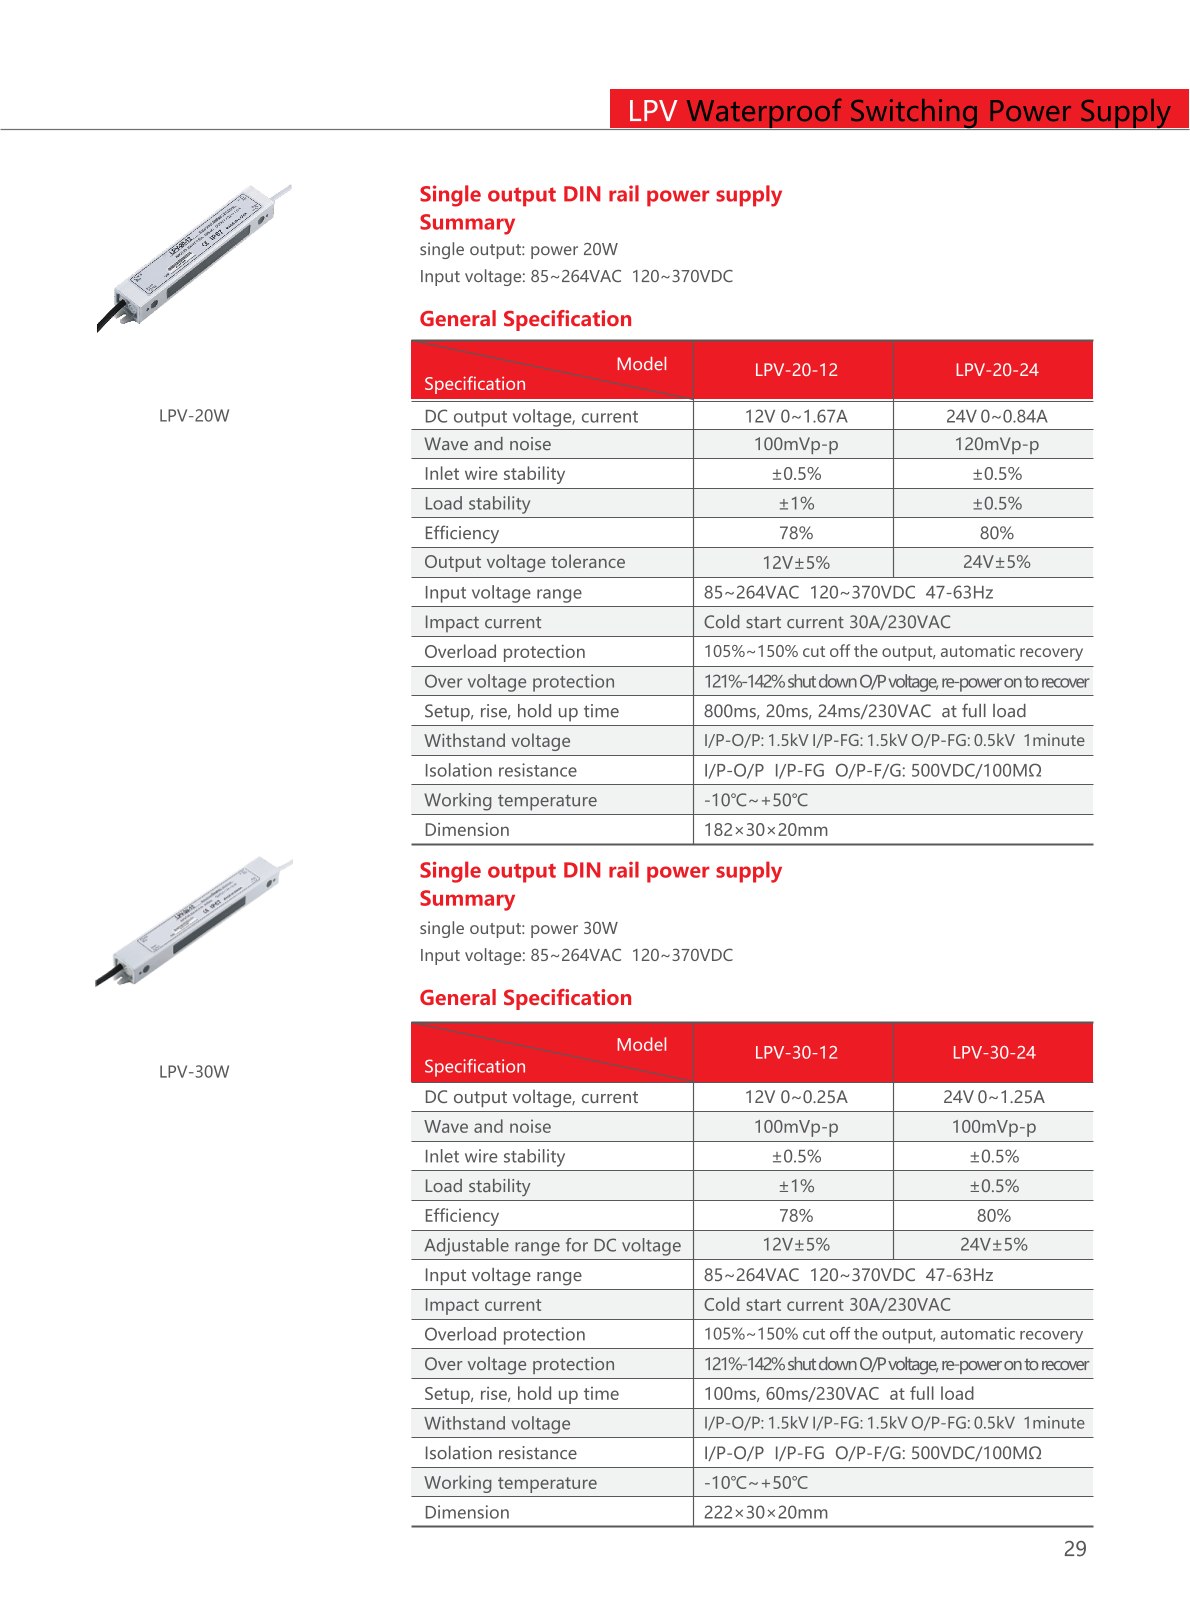 LPV Waterproof Switching Power Supply
Single output DIN rail power supply
Summary
single output: power 20W
Input voltage: 85~264VAC  120~370VDC
General Specification
LPV-20W
Model
Specification
LPV-20-12 LPV-20-24
DC output voltage, current 12V 0~1.67A 24V 0~0.84A
Wave and noise 100mVp-p 120mVp-p
Inlet wire stability ±0.5% ±0.5%
Load stability ±1% ±0.5%
Efficiency 78% 80%
Output voltage tolerance 12V±5% 24V±5%
Input voltage range 85~264VAC  120~370VDC  47-63Hz
Impact current Cold start current 30A/230VAC
Overload protection 105%~150% cut off the output, automatic recovery
Over voltage protection 121%-142% shut down O/P voltage, re-power on to recover
Setup, rise, hold up time 800ms, 20ms, 24ms/230VAC  at full load
Withstand voltage I/P-O/P: 1.5kV I/P-FG: 1.5kV O/P-FG: 0.5kV  1minute
Isolation resistance I/P-O/P  I/P-FG  O/P-F/G: 500VDC/100MΩ
Working temperature -10℃~+50℃
Dimension 182×30×20mm
Single output DIN rail power supply
Summary
single output: power 30W
Input voltage: 85~264VAC  120~370VDC
General Specification
LPV-30W
Model
Specification
LPV-30-12 LPV-30-24
DC output voltage, current 12V 0~0.25A 24V 0~1.25A
Wave and noise 100mVp-p 100mVp-p
Inlet wire stability ±0.5% ±0.5%
Load stability ±1% ±0.5%
Efficiency 78% 80%
Adjustable range for DC voltage 12V±5% 24V±5%
Input voltage range 85~264VAC  120~370VDC  47-63Hz
Impact current Cold start current 30A/230VAC
Overload protection 105%~150% cut off the output, automatic recovery
Over voltage protection 121%-142% shut down O/P voltage, re-power on to recover
Setup, rise, hold up time 100ms, 60ms/230VAC  at full load
Withstand voltage I/P-O/P: 1.5kV I/P-FG: 1.5kV O/P-FG: 0.5kV  1minute
Isolation resistance I/P-O/P  I/P-FG  O/P-F/G: 500VDC/100MΩ
Working temperature -10℃~+50℃
Dimension 222×30×20mm
29